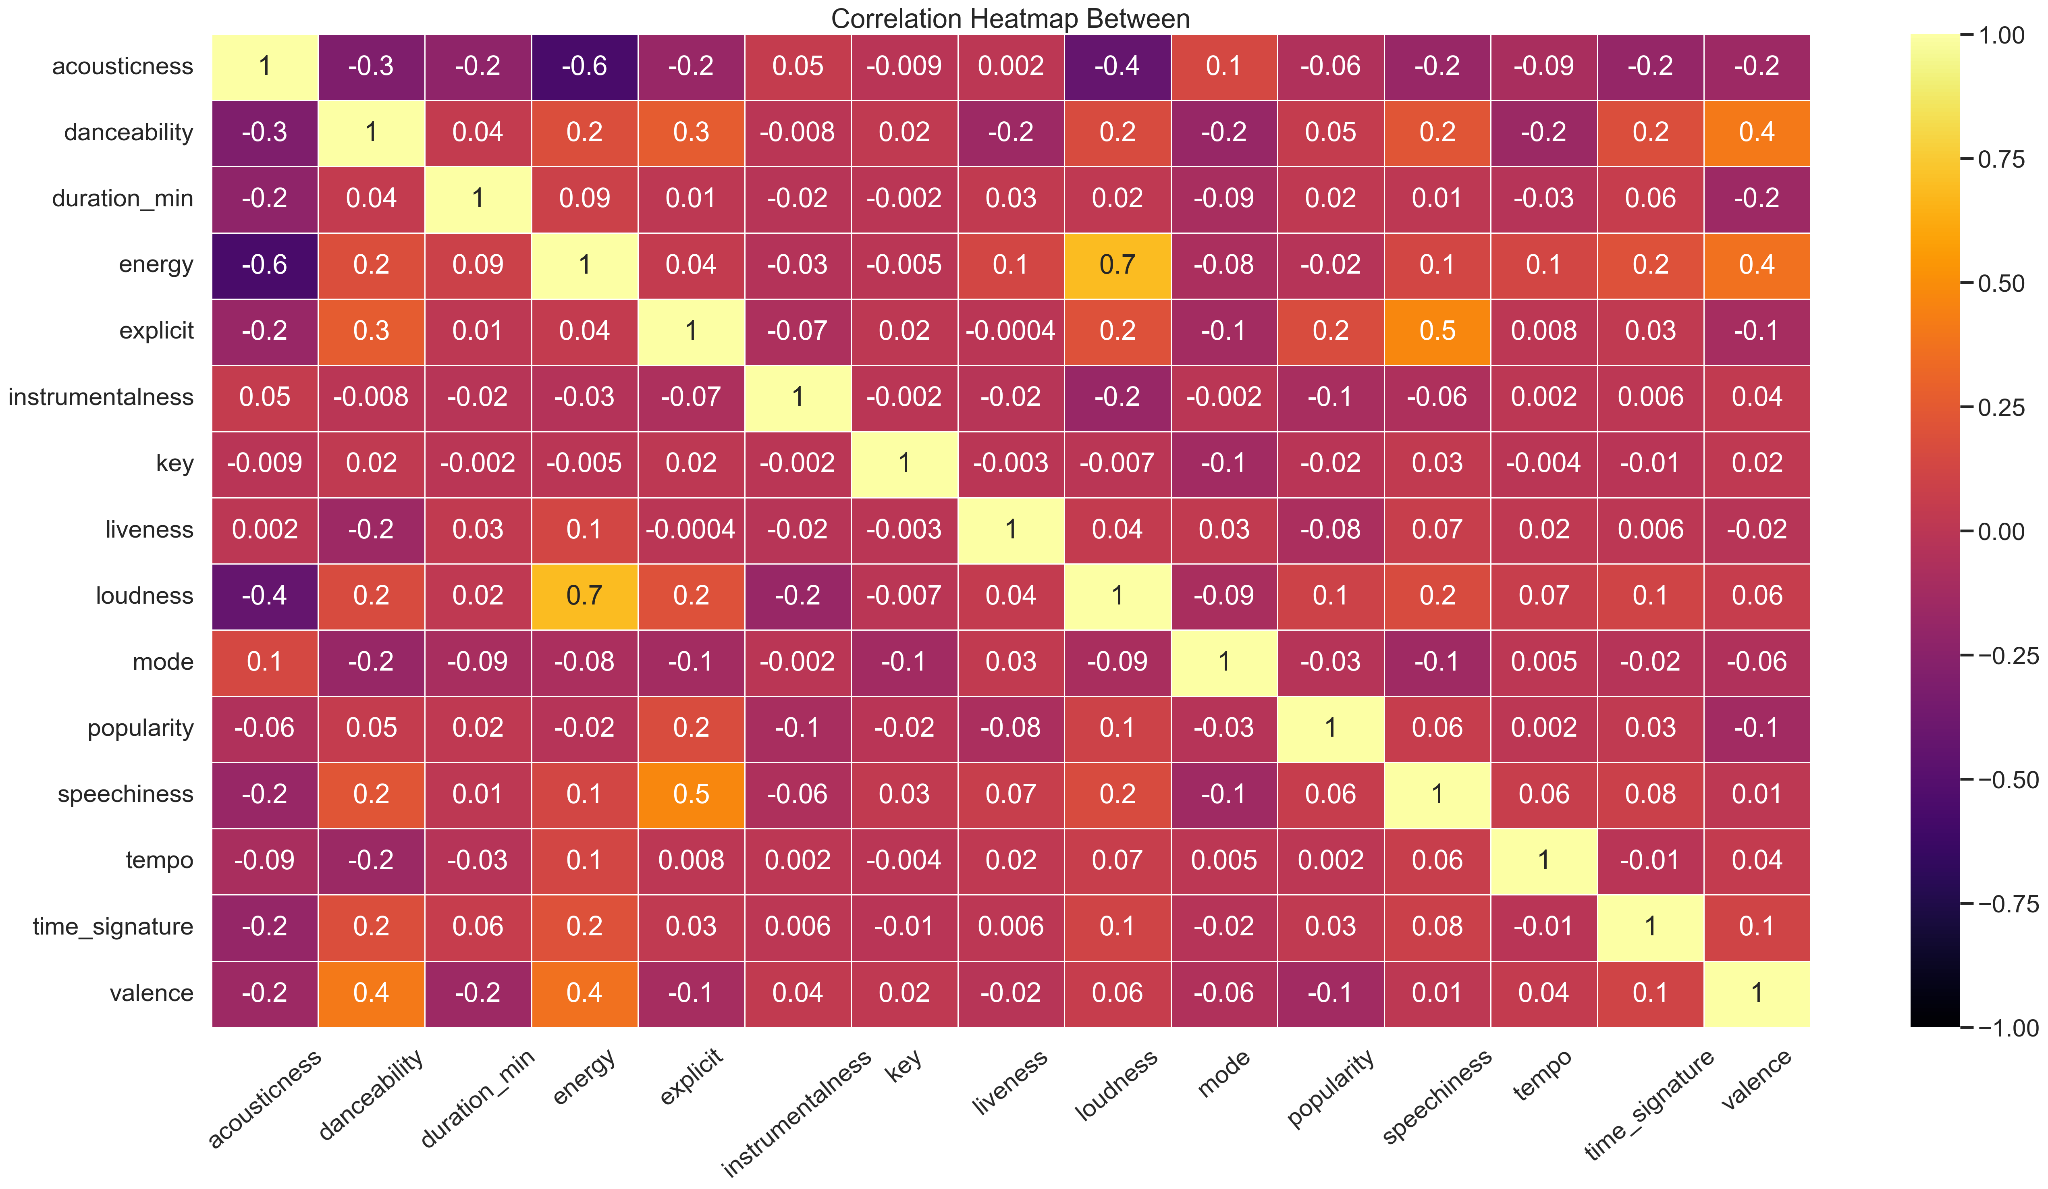 Correlation Heatmap Between
acousticness 1 -0.3 -0.2 -0.6 -0.2 0.05 -0.009 0.002 -0.4 0.1 -0.06 -0.2 -0.09 -0.2 -0.2
danceability -0.3 1 0.04 0.2 0.3 -0.008 0.02 -0.2 0.2 -0.2 0.05 0.2 -0.2 0.2 0.4
duration_min -0.2 0.04 1 0.09 0.01 -0.02 -0.002 0.03 0.02 -0.09 0.02 0.01 -0.03 0.06 -0.2
energy -0.6 0.2 0.09 1 0.04 -0.03 -0.005 0.1 0.7 -0.08 -0.02 0.1 0.1 0.2 0.4
explicit -0.2 0.3 0.01 0.04 1 -0.07 0.02 -0.0004 0.2 -0.1 0.2 0.5 0.008 0.03 -0.1
instrumentalness 0.05 -0.008 -0.02 -0.03 -0.07 1 -0.002 -0.02 -0.2 -0.002 -0.1 -0.06 0.002 0.006 0.04
key -0.009 0.02 -0.002 -0.005 0.02 -0.002 1 -0.003 -0.007 -0.1 -0.02 0.03 -0.004 -0.01 0.02
liveness 0.002 -0.2 0.03 0.1 -0.0004 -0.02 -0.003 1 0.04 0.03 -0.08 0.07 0.02 0.006 -0.02
loudness -0.4 0.2 0.02 0.7 0.2 -0.2 -0.007 0.04 1 -0.09 0.1 0.2 0.07 0.1 0.06
mode 0.1 -0.2 -0.09 -0.08 -0.1 -0.002 -0.1 0.03 -0.09 1 -0.03 -0.1 0.005 -0.02 -0.06
popularity -0.06 0.05 0.02 -0.02 0.2 -0.1 -0.02 -0.08 0.1 -0.03 1 0.06 0.002 0.03 -0.1
speechiness -0.2 0.2 0.01 0.1 0.5 -0.06 0.03 0.07 0.2 -0.1 0.06 1 0.06 0.08 0.01
tempo -0.09 -0.2 -0.03 0.1 0.008 0.002 -0.004 0.02 0.07 0.005 0.002 0.06 1 -0.01 0.04
time_signature -0.2 0.2 0.06 0.2 0.03 0.006 -0.01 0.006 0.1 -0.02 0.03 0.08 -0.01 1 0.1
valence -0.2 0.4 -0.2 0.4 -0.1 0.04 0.02 -0.02 0.06 -0.06 -0.1 0.01 0.04 0.1 1
acousticness danceability duration_min energy explicit instrumentalness key liveness loudness mode popularity speechiness tempo time_signature valence
1.00
0.75
0.50
0.25
0.00
−0.25
−0.50
−0.75
−1.00